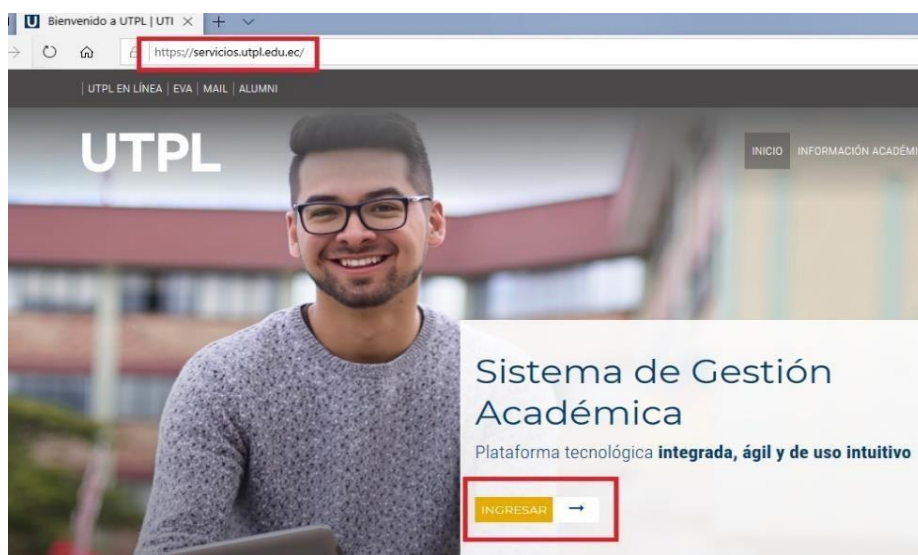 Bienvenido a UTPL | UTI
https://servicios.utpl.edu.ec/
| UTPL EN LÍNEA | EVA | MAIL | ALUMNI
UTPL
INICIO INFORMACIÓN ACADÉMI
Sistema de Gestión
Académica
Plataforma tecnológica integrada, ágil y de uso intuitivo
INGRESAR →